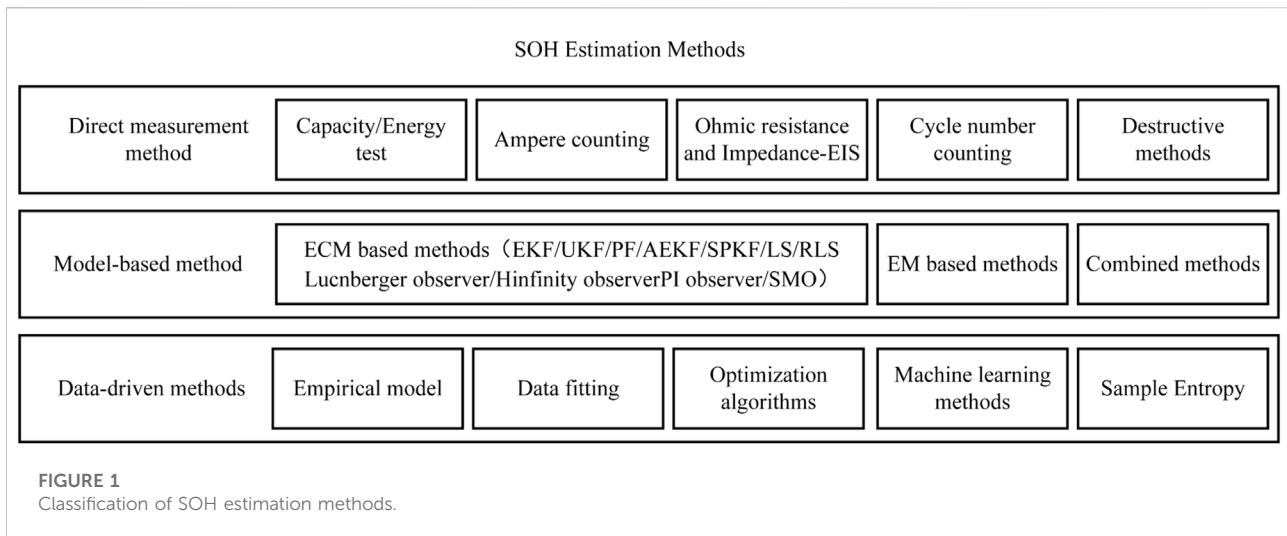 SOH Estimation Methods
Direct measurement
method
Capacity/Energy
test
Ampere counting
Ohmic resistance
and Impedance-EIS
Cycle number
counting
Destructive
methods
Model-based method
ECM based methods（EKF/UKF/PF/AEKF/SPKF/LS/RLS
Lucnberger observer/Hinfinity observerPI observer/SMO）
EM based methods
Combined methods
Data-driven methods
Empirical model
Data fitting
Optimization
algorithms
Machine learning
methods
Sample Entropy
FIGURE 1
Classification of SOH estimation methods.